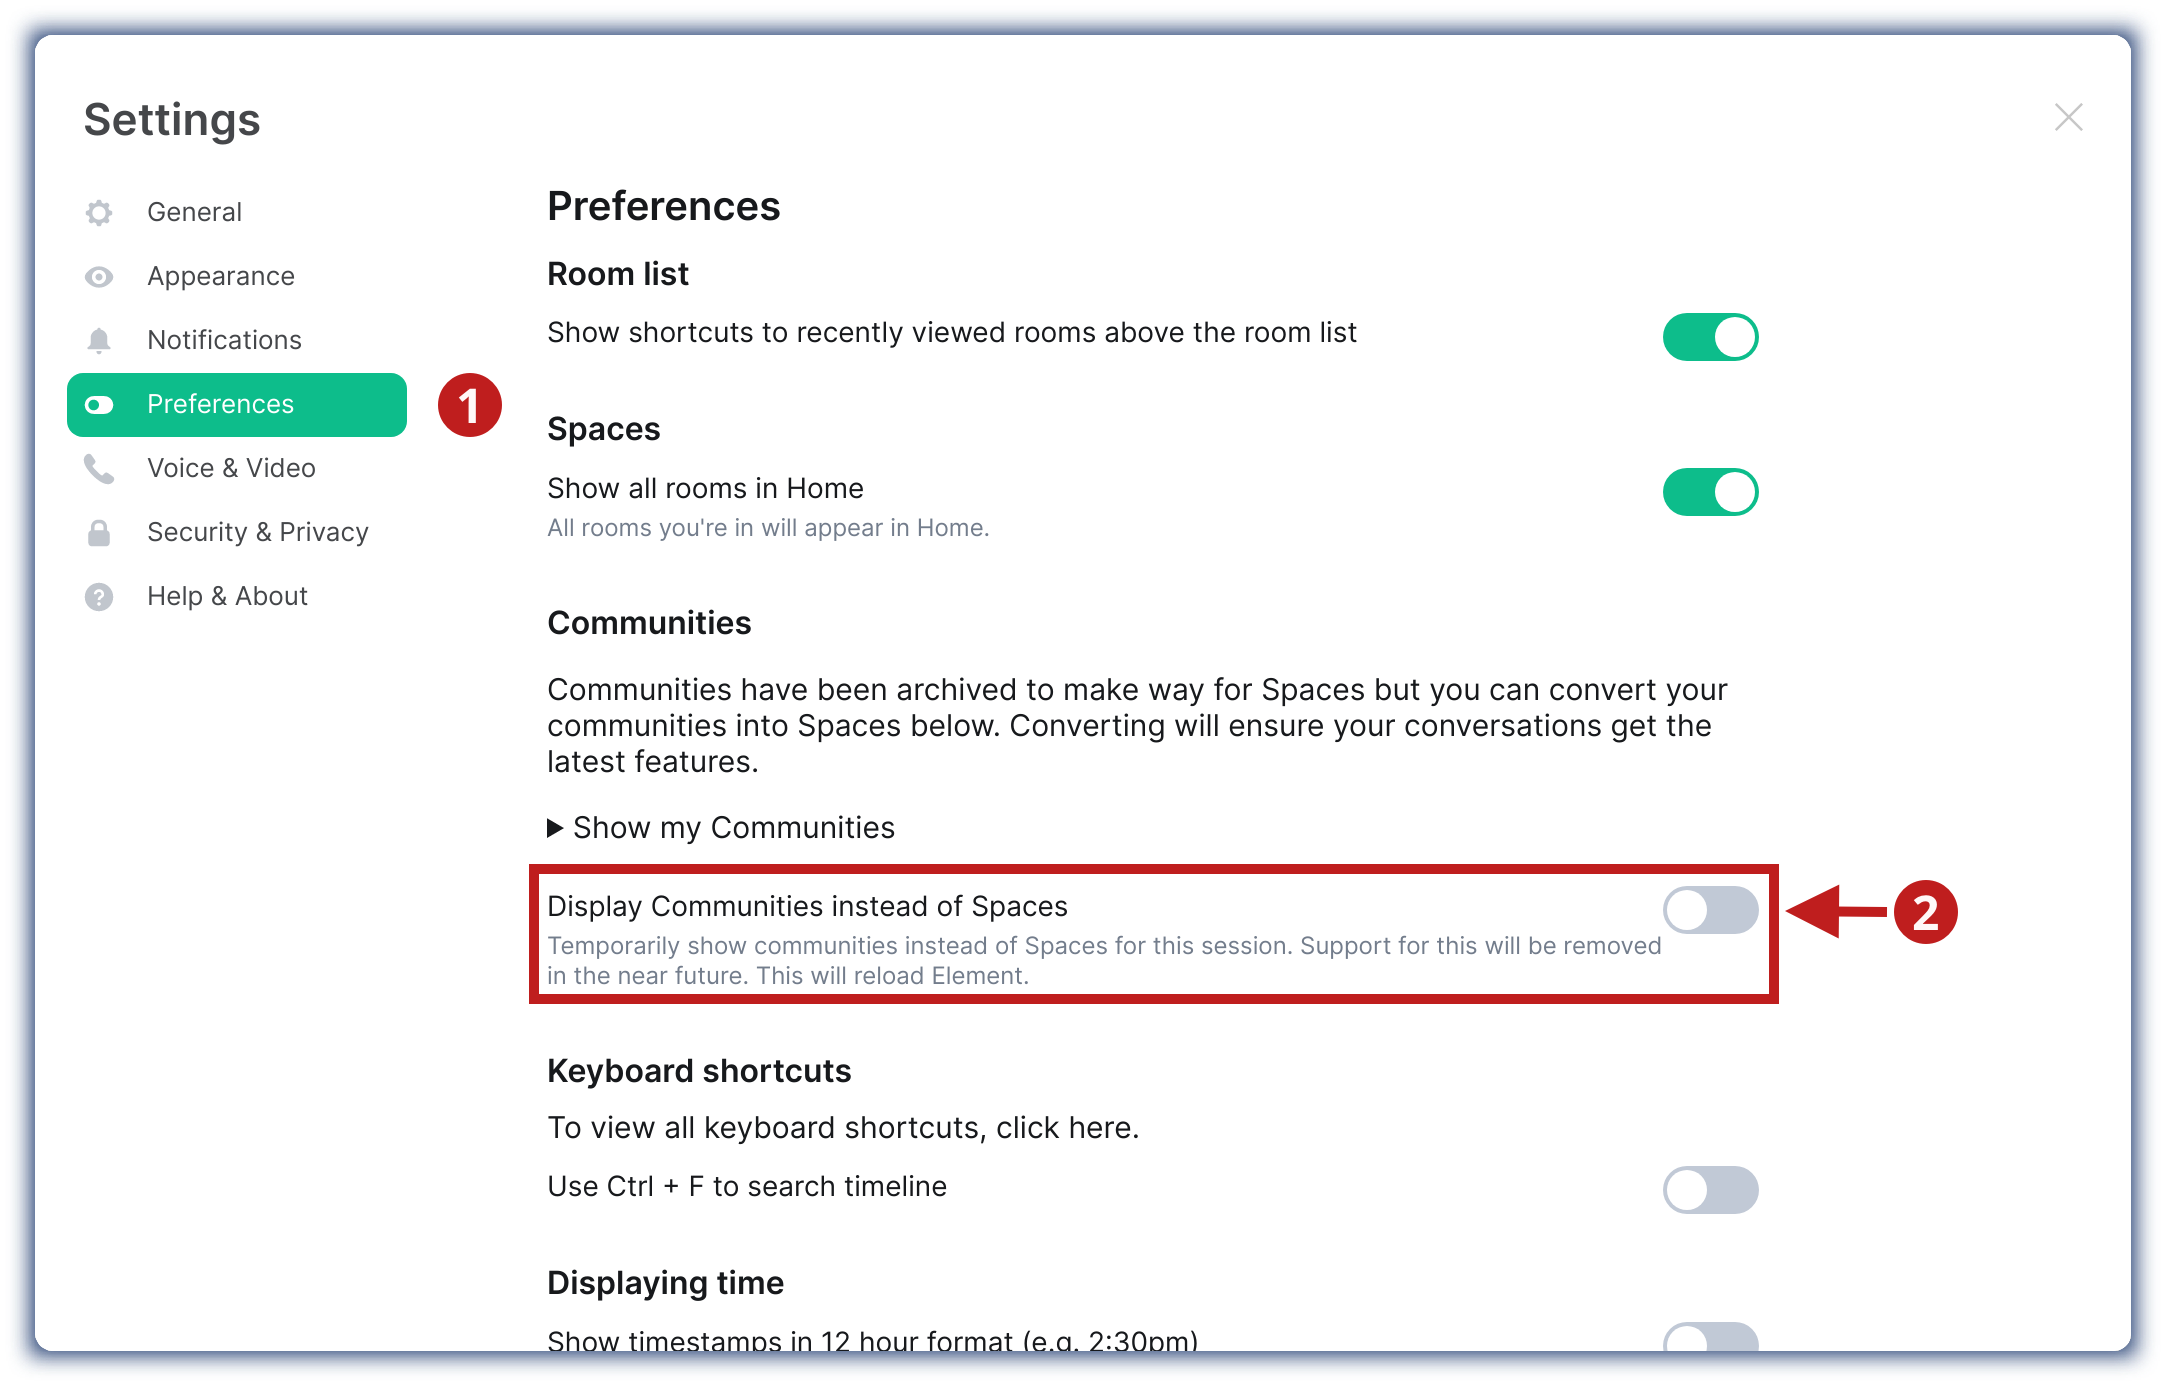 Settings
General
Appearance
Notifications
Preferences
1
Voice & Video
Security & Privacy
Help & About
Preferences
Room list
Show shortcuts to recently viewed rooms above the room list
Spaces
Show all rooms in Home
All rooms you're in will appear in Home.
Communities
Communities have been archived to make way for Spaces but you can convert your
communities into Spaces below. Converting will ensure your conversations get the
latest features.
Show my Communities
Display Communities instead of Spaces
2
Temporarily show communities instead of Spaces for this session. Support for this will be removed
in the near future. This will reload Element.
Keyboard shortcuts
To view all keyboard shortcuts, click here.
Use Ctrl + F to search timeline
Displaying time
Show timestamps in 12 hour format (e.g. 2:30pm)